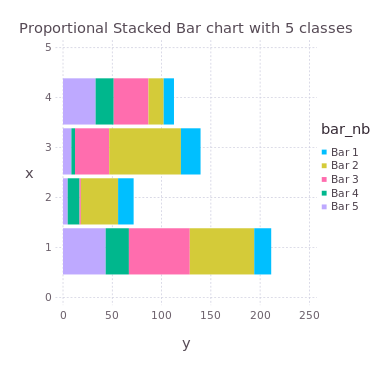 Proportional Stacked Bar chart with 5 classes
5
4
3
2
1
0
x
0 50 100 150 200 250
y
bar_nb
Bar 1
Bar 2
Bar 3
Bar 4
Bar 5